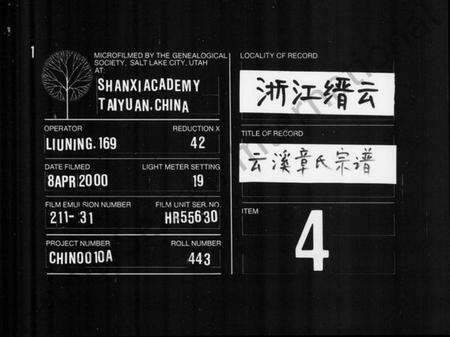 1
MICROFILMED BY THE GENEALOGICAL
SOCIETY, SALT LAKE CITY, UTAH
AT:
SHANXI ACADEMY
TAIYUAN, CHINA
OPERATOR
REDUCTION X
LIUNING. 169
42
DATE FILMED
LIGHT METER SETTING
8 APR 2000
19
FILM EMULSION NUMBER
FILM UNIT SER. NO.
211- 31
HR55630
PROJECT NUMBER
ROLL NUMBER
CHIN0010A
443
LOCALITY OF RECORD
浙江缙云
TITLE OF RECORD
云溪章氏宗谱
ITEM
4